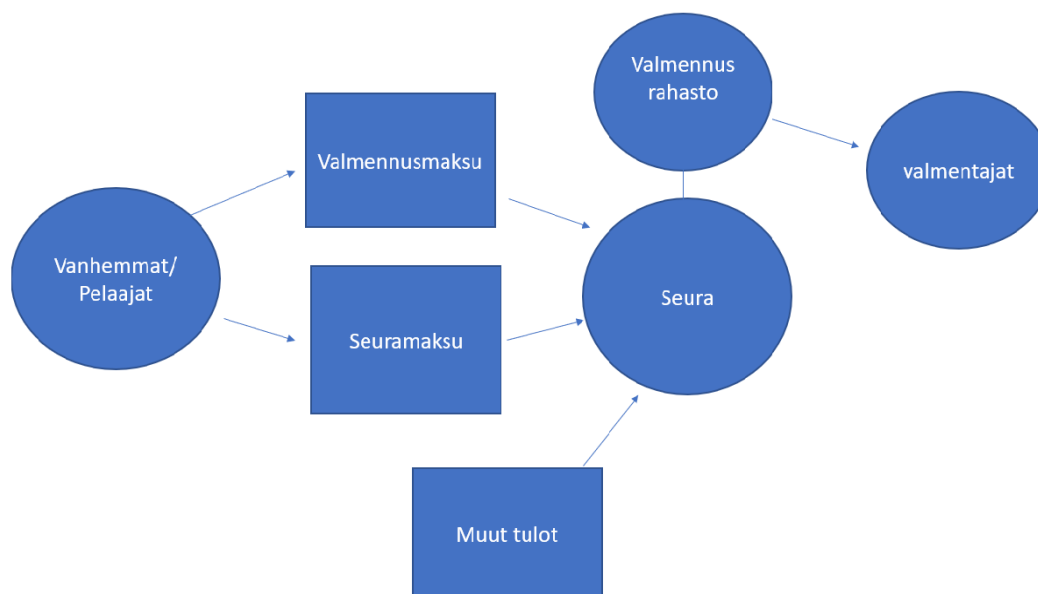 Valmennus
rahasto
Valmennusmaksu
valmentajat
Vanhemmat/
Pelaajat
Seura
Seuramaksu
Muut tulot